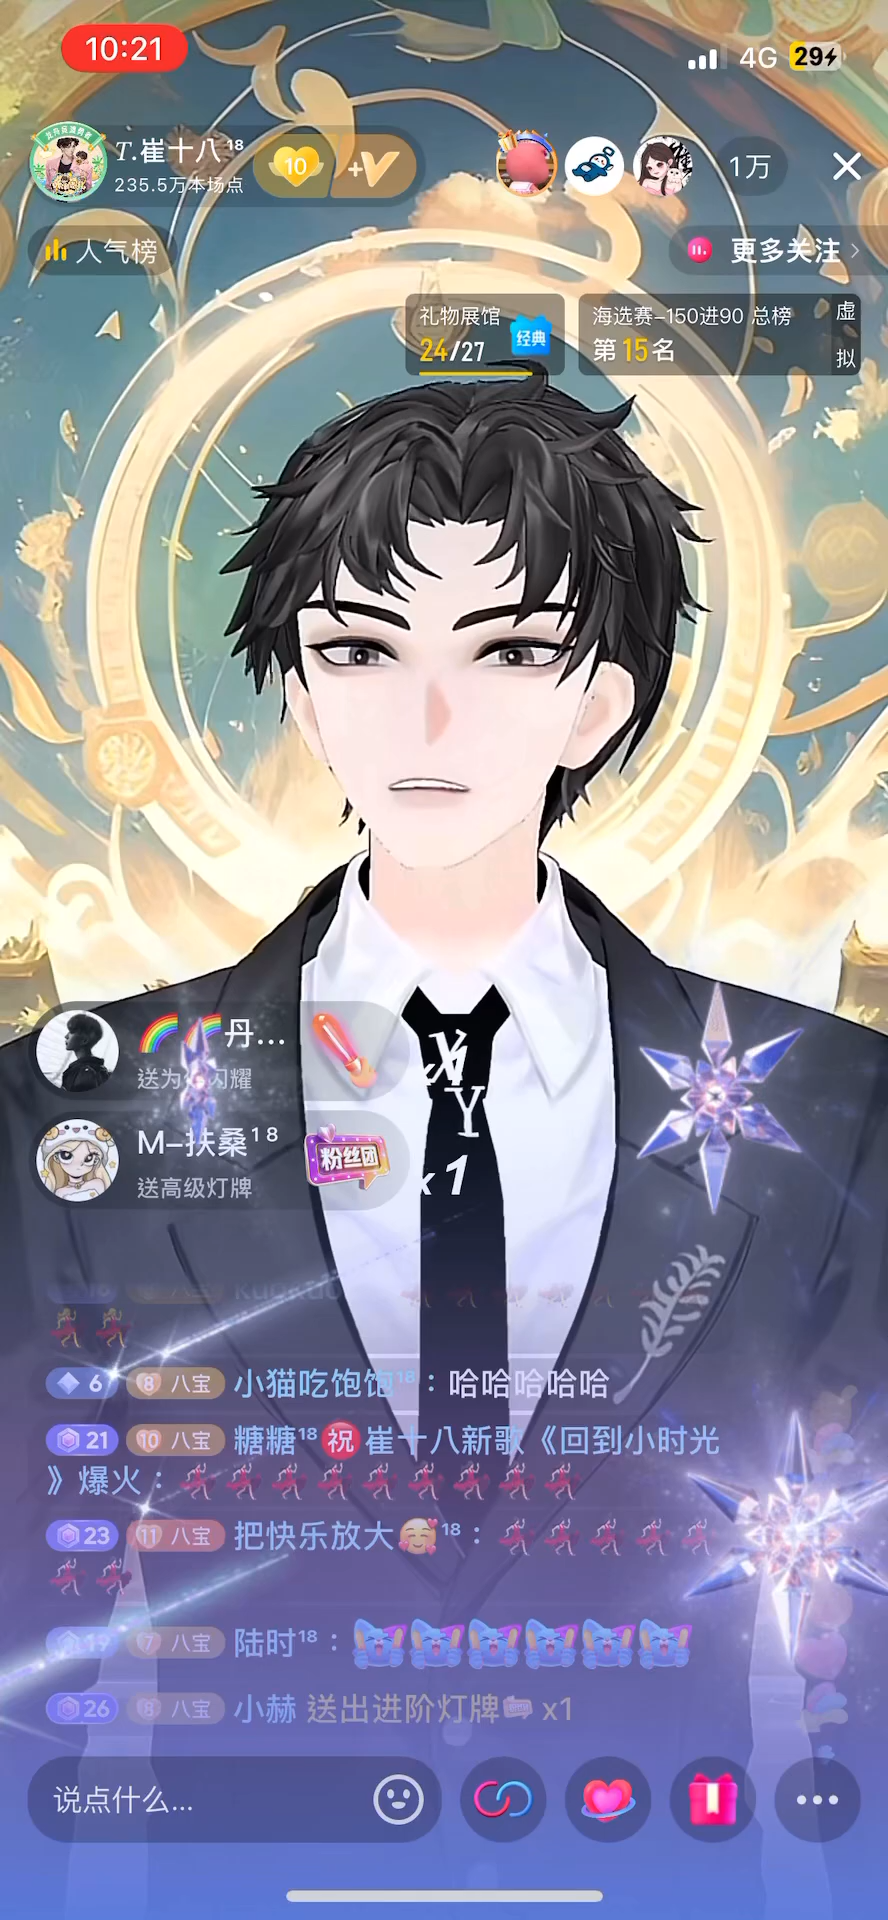 10:21
4G 29
T.崔十八¹⁸
235.5万本场点
10
+
1万
人气榜
更多关注
礼物展馆
24/27
经典
海选赛-150进90 总榜
第15名
虚
拟
丹...
M-扶桑¹⁸
送高级灯牌
粉丝团
x1
6 8 八宝 小猫吃饱饱¹⁸：哈哈哈哈哈
21 10 八宝 糖糖¹⁸ 祝 崔十八新歌《回到小时光
》爆火：
23 11 八宝 把快乐放大🥰¹⁸：
19 7 八宝 陆时¹⁸：
26 8 八宝 小赫 送出进阶灯牌 x1
说点什么...